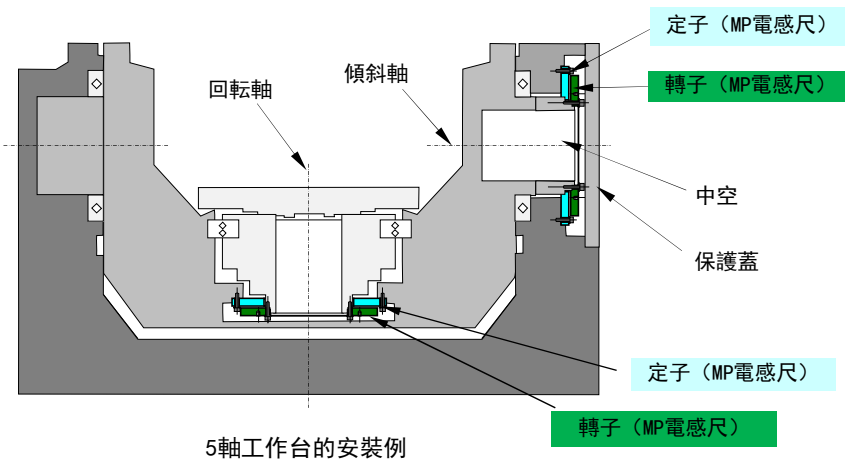 定子（MP電感尺）
轉子（MP電感尺）
傾斜軸
回転軸
中空
保護蓋
定子（MP電感尺）
轉子（MP電感尺）
5軸工作台的安裝例